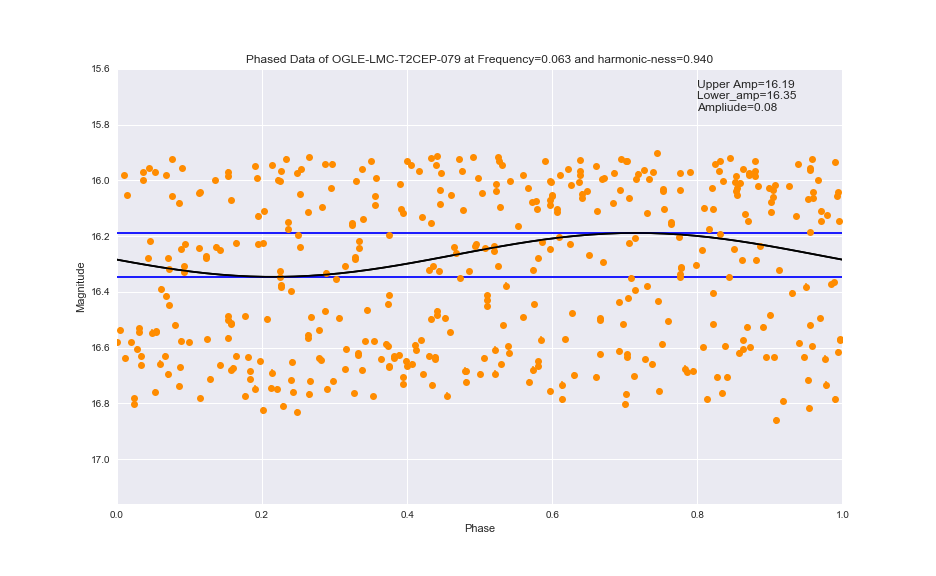 Phased Data of OGLE-LMC-T2CEP-079 at Frequency=0.063 and harmonic-ness=0.940
15.6
Upper Amp=16.19
Lower_amp=16.35
Ampliude=0.08
15.8
16.0
16.2
Magnitude
16.4
16.6
16.8
17.0
0.0 0.2 0.4 0.6 0.8 1.0
Phase